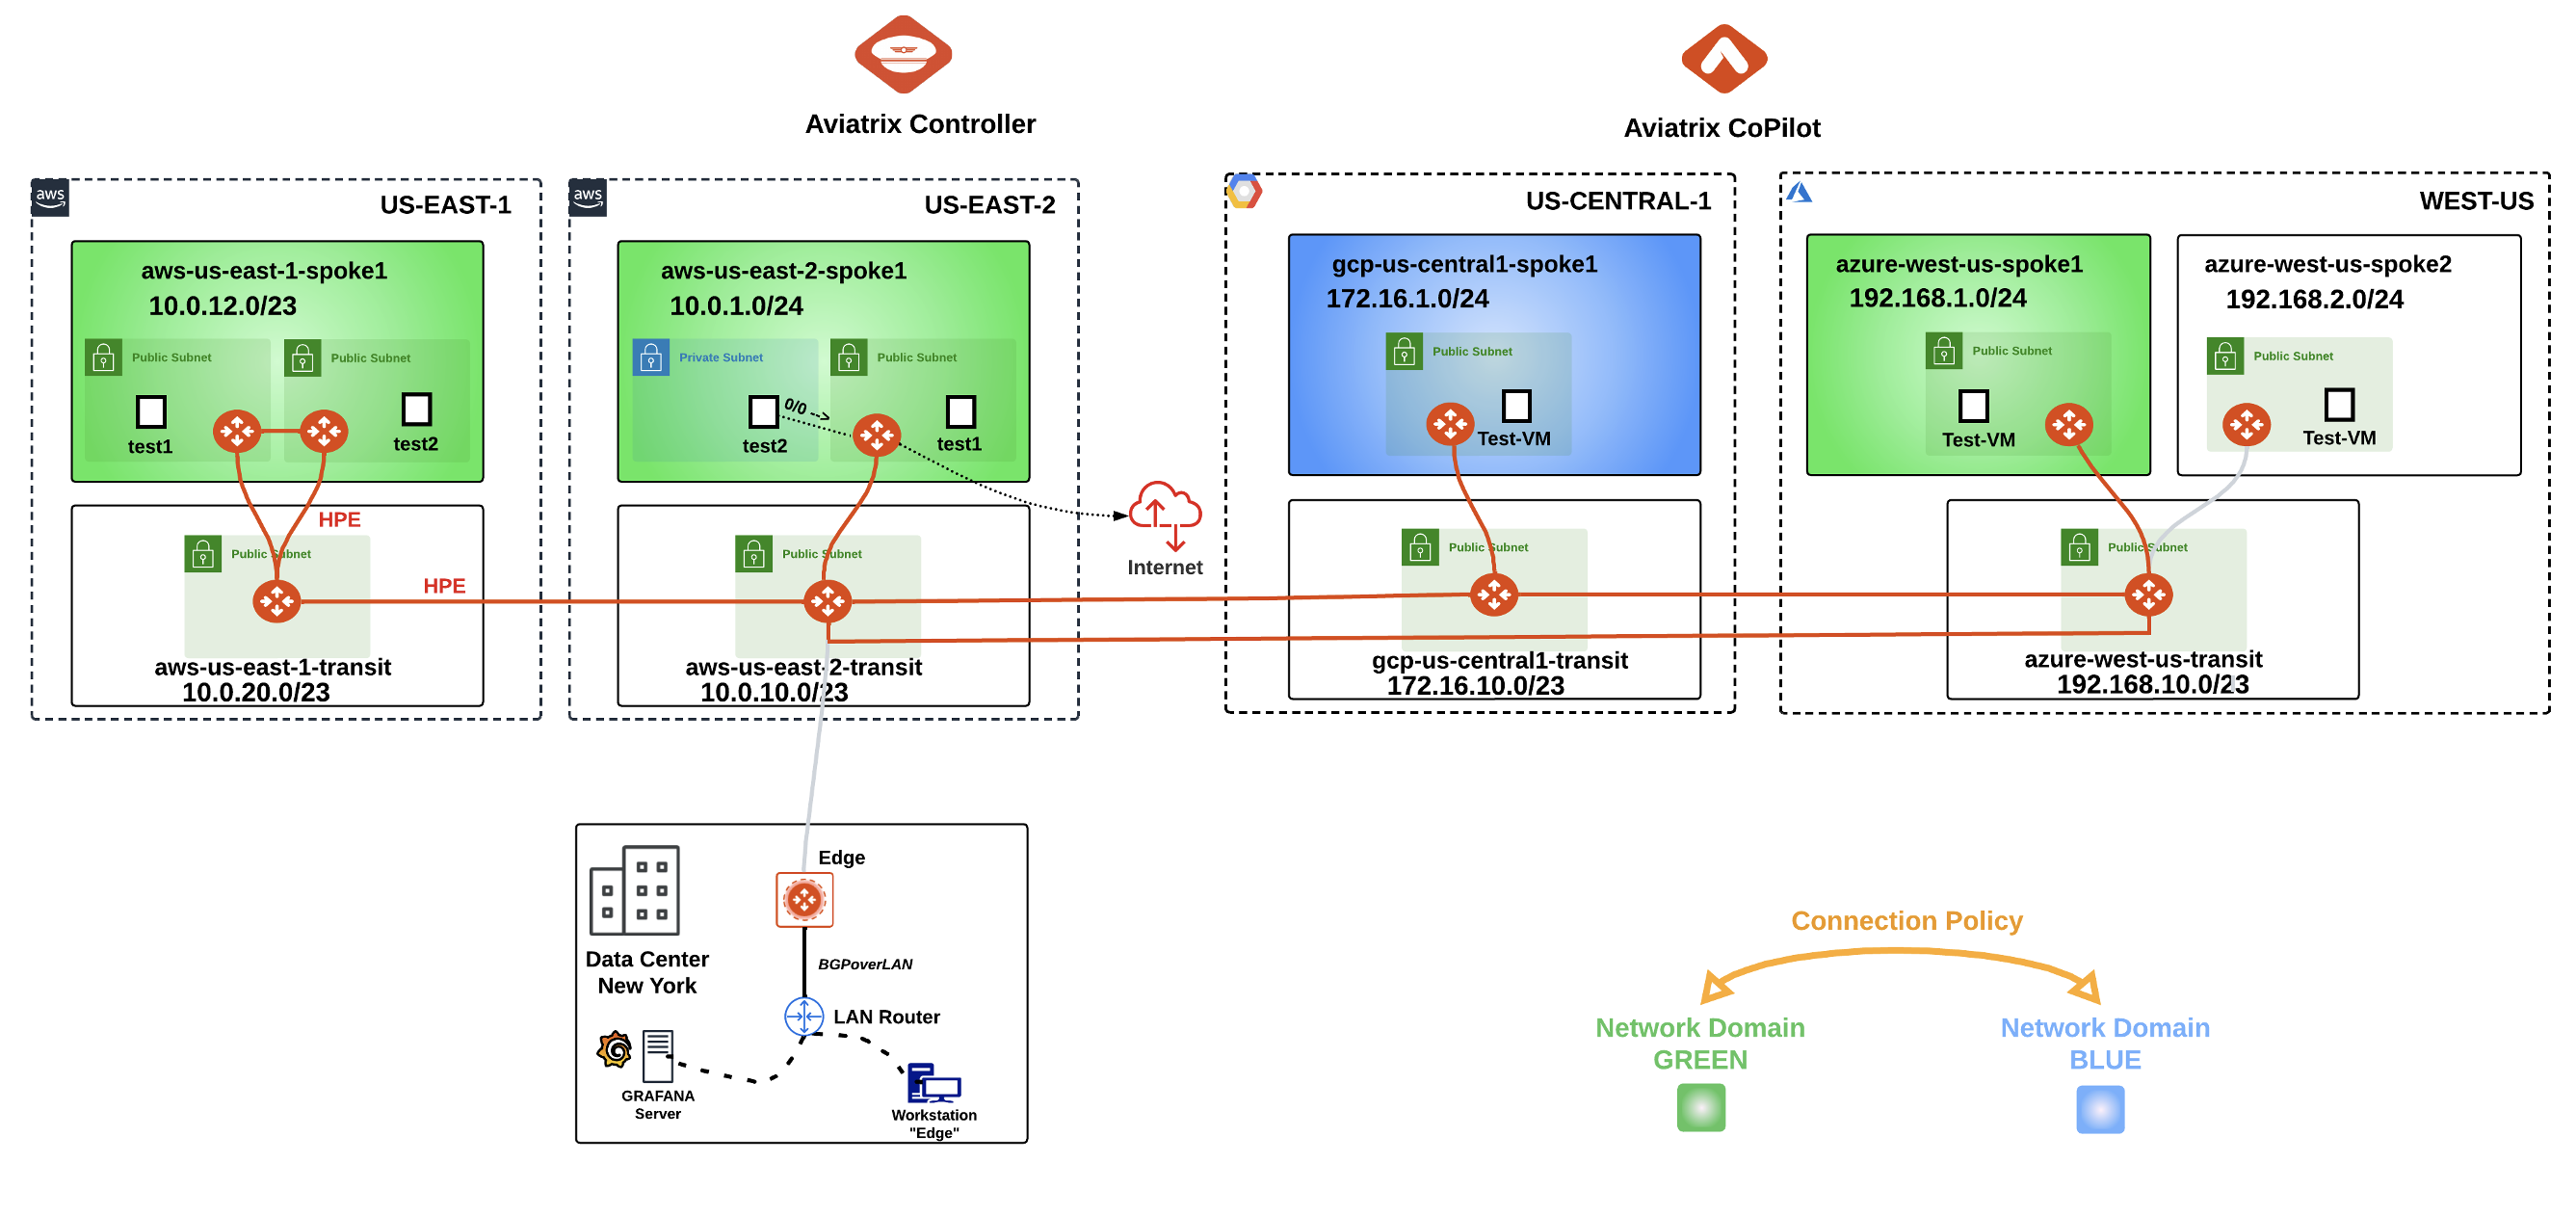 Aviatrix Controller
Aviatrix CoPilot
aws
US-EAST-1
aws-us-east-1-spoke1
10.0.12.0/23
Public Subnet
Public Subnet
test1
test2
HPE
Public Subnet
HPE
aws-us-east-1-transit
10.0.20.0/23
aws
US-EAST-2
aws-us-east-2-spoke1
10.0.1.0/24
Private Subnet
Public Subnet
0/0 -->
test2
test1
Public Subnet
aws-us-east-2-transit
10.0.10.0/23
Internet
US-CENTRAL-1
gcp-us-central1-spoke1
172.16.1.0/24
Public Subnet
Test-VM
Public Subnet
gcp-us-central1-transit
172.16.10.0/23
WEST-US
azure-west-us-spoke1
192.168.1.0/24
Public Subnet
Test-VM
azure-west-us-spoke2
192.168.2.0/24
Public Subnet
Test-VM
Public Subnet
azure-west-us-transit
192.168.10.0/23
Edge
Data Center
New York
BGPoverLAN
LAN Router
GRAFANA
Server
Workstation
"Edge"
Connection Policy
Network Domain
GREEN
Network Domain
BLUE